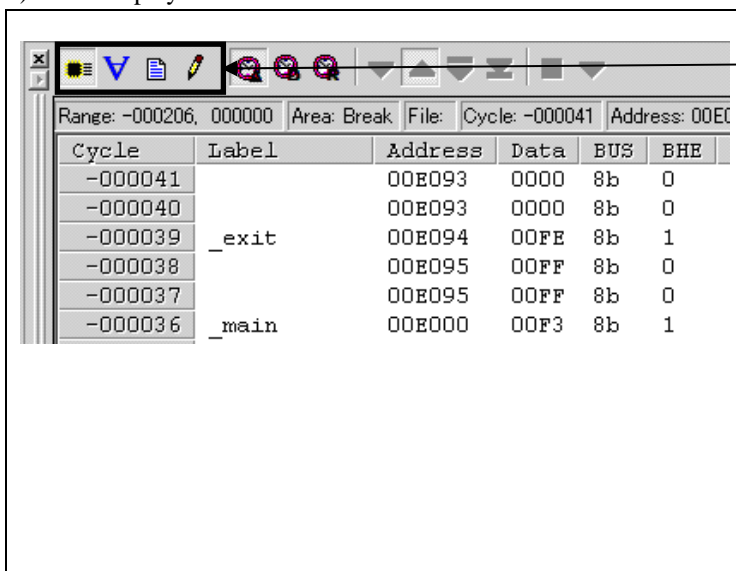 Range: -000206, 000000 Area: Break File: Cycle: -000041 Address: 00E0
Cycle Label Address Data BUS BHE
-000041 00E093 0000 8b 0
-000040 00E093 0000 8b 0
-000039 _exit 00E094 00FE 8b 1
-000038 00E095 00FF 8b 0
-000037 00E095 00FF 8b 0
-000036 _main 00E000 00F3 8b 1